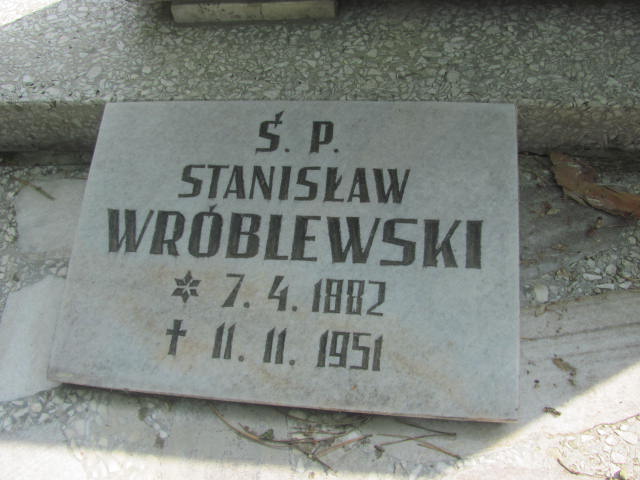 Ś. P.
STANISŁAW
WRÓBLEWSKI
* 7. 4. 1882
† 11. 11. 1951